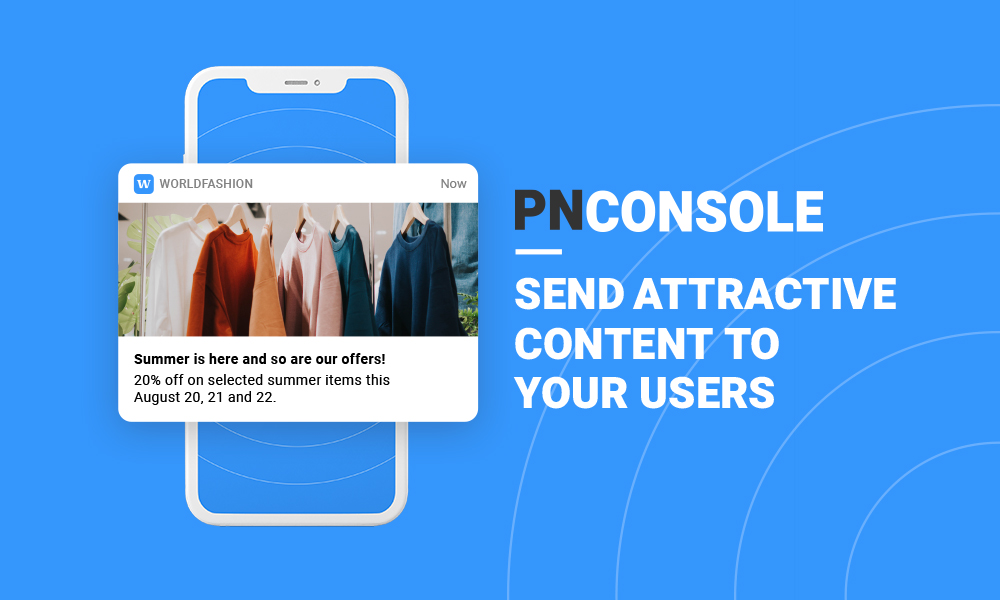 W WORLDFASHION Now
Summer is here and so are our offers!
20% off on selected summer items this
August 20, 21 and 22.
PNCONSOLE
SEND ATTRACTIVE
CONTENT TO
YOUR USERS